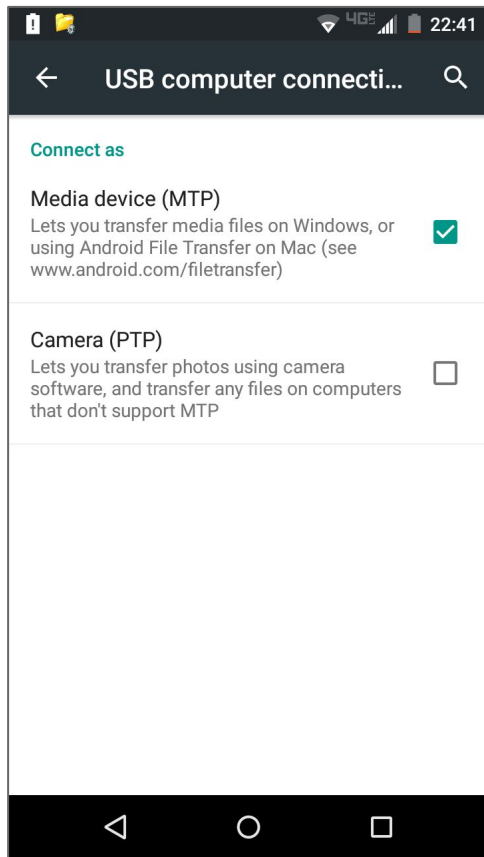 4G LTE 22:41
USB computer connecti...
Connect as
Media device (MTP)
Lets you transfer media files on Windows, or
using Android File Transfer on Mac (see
www.android.com/filetransfer)
Camera (PTP)
Lets you transfer photos using camera
software, and transfer any files on computers
that don't support MTP